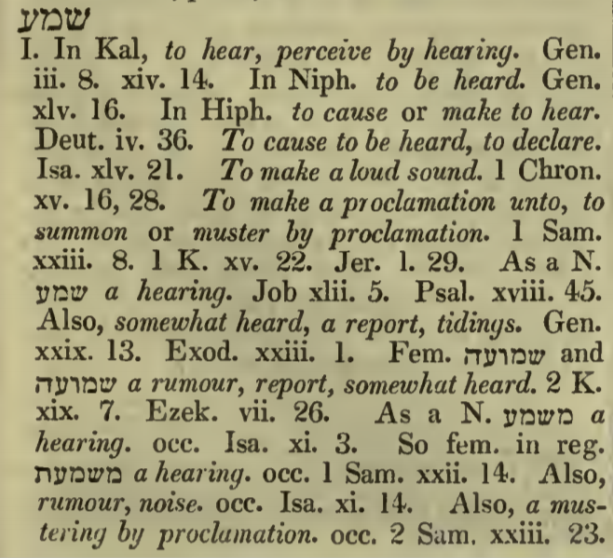 שמע
I. In Kal, to hear, perceive by hearing. Gen.
iii. 8. xiv. 14. In Niph. to be heard. Gen.
xlv. 16. In Hiph. to cause or make to hear.
Deut. iv. 36. To cause to be heard, to declare.
Isa. xlv. 21. To make a loud sound. 1 Chron.
xv. 16, 28. To make a proclamation unto, to
summon or muster by proclamation. 1 Sam.
xxiii. 8. 1 K. xv. 22. Jer. l. 29. As a N.
שמע a hearing. Job xlii. 5. Psal. xviii. 45.
Also, somewhat heard, a report, tidings. Gen.
xxix. 13. Exod. xxiii. 1. Fem. שמועה and
שמועה a rumour, report, somewhat heard. 2 K.
xix. 7. Ezek. vii. 26. As a N. משמע a
hearing. occ. Isa. xi. 3. So fem. in reg.
משמעת a hearing. occ. 1 Sam. xxii. 14. Also,
rumour, noise. occ. Isa. xi. 14. Also, a mus-
tering by proclamation. occ. 2 Sam. xxiii. 23.